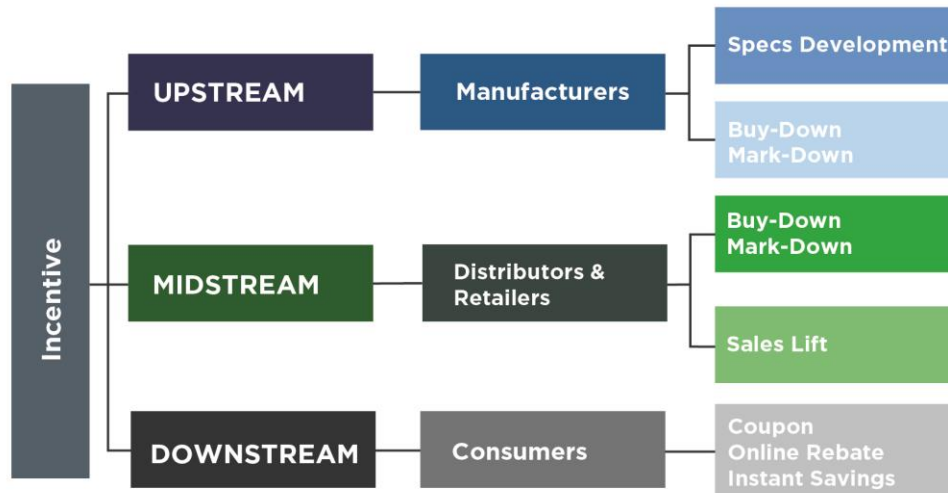 Incentive
UPSTREAM
Manufacturers
Specs Development
Buy-Down
Mark-Down
MIDSTREAM
Distributors &
Retailers
Buy-Down
Mark-Down
Sales Lift
DOWNSTREAM
Consumers
Coupon
Online Rebate
Instant Savings